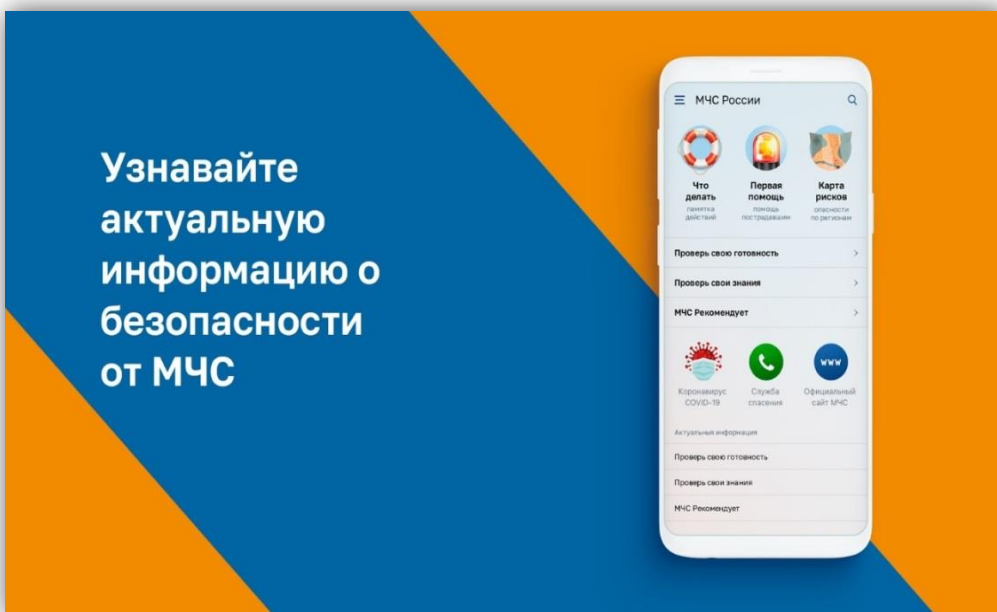 Узнавайте
актуальную
информацию о
безопасности
от МЧС
МЧС России
Что
делать
памятка
действий
Первая
помощь
помощь
пострадавшим
Карта
рисков
опасности
по регионам
Проверь свою готовность
Проверь свои знания
МЧС Рекомендует
Коронавирус
COVID-19
Служба
спасения
www
Официальный
сайт МЧС
Актуальная информация
Проверь свою готовность
Проверь свои знания
МЧС Рекомендует